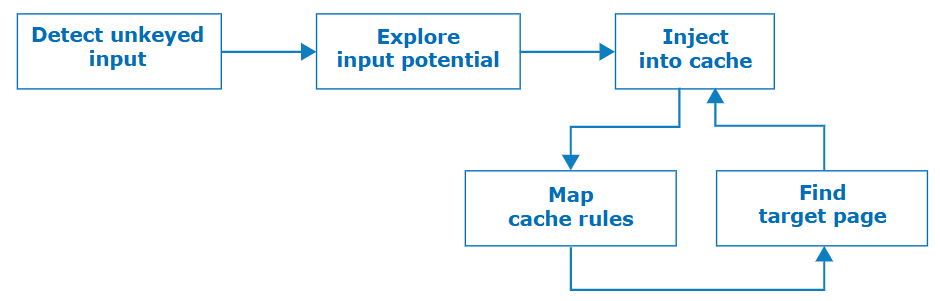 Detect unkeyed
input
Explore
input potential
Inject
into cache
Map
cache rules
Find
target page